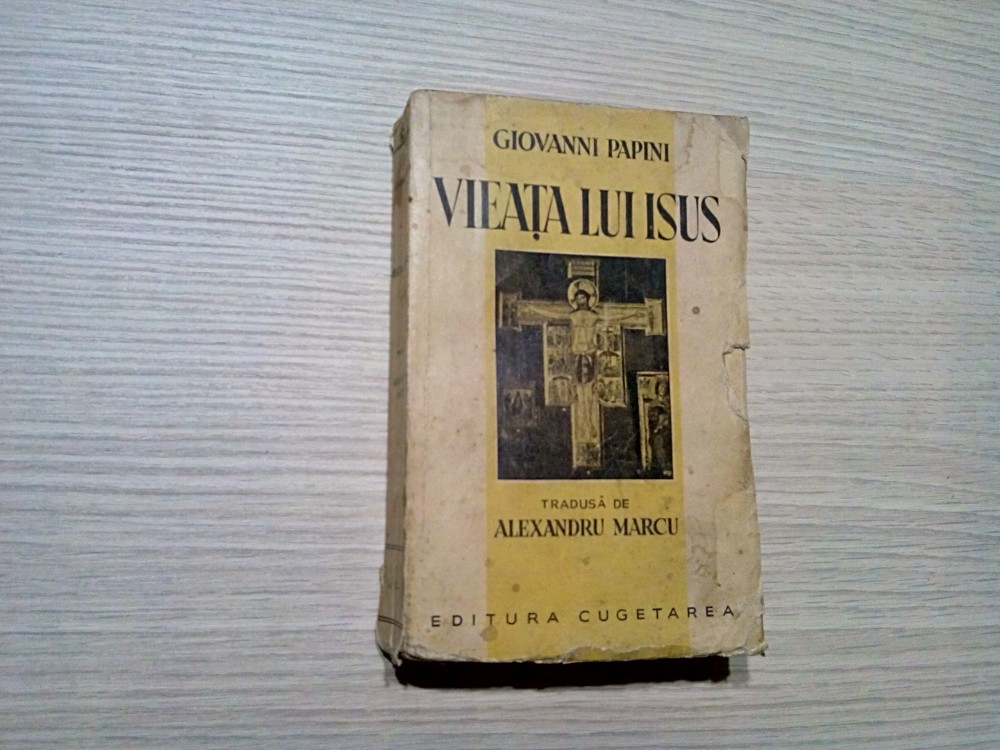 GIOVANNI PAPINI
VIEAȚA LUI ISUS
TRADUSĂ DE
ALEXANDRU MARCU
EDITURA CUGETAREA